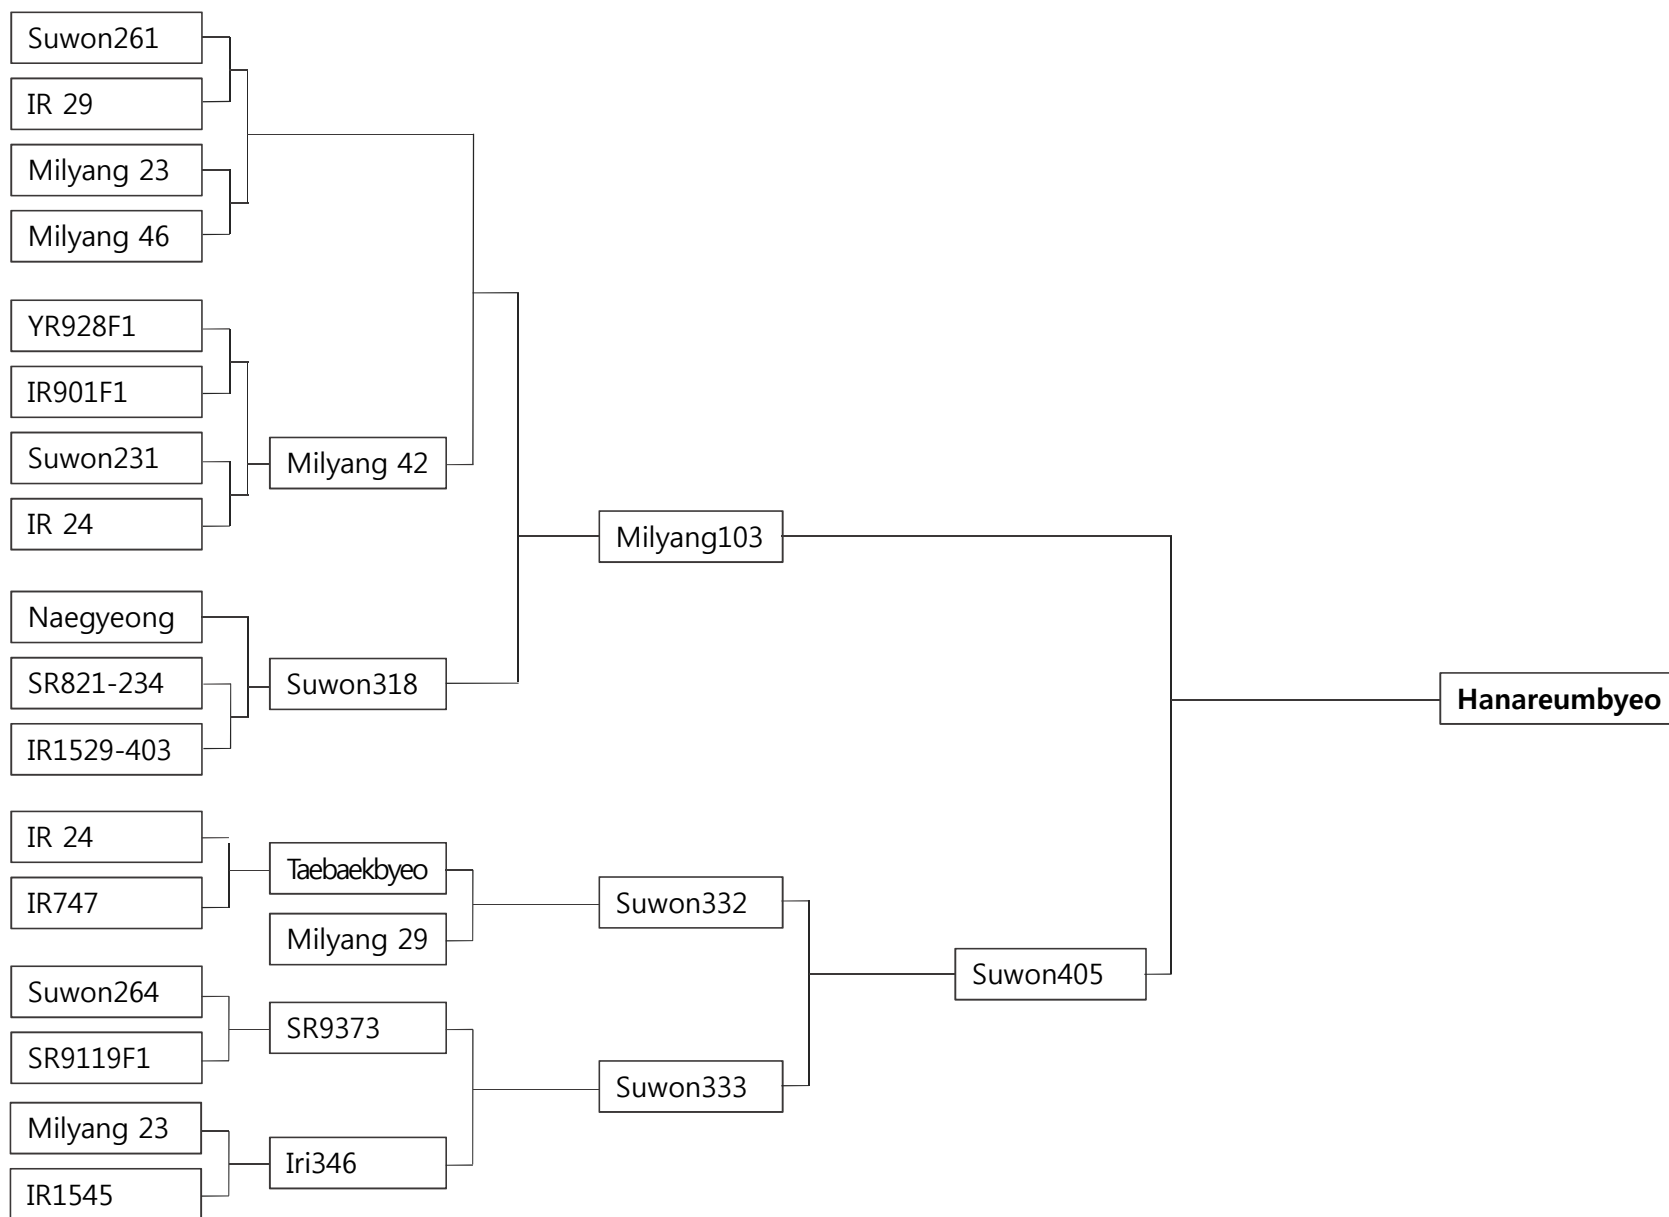 Suwon261
IR 29
Milyang 23
Milyang 46
YR928F1
IR901F1
Suwon231
IR 24
Milyang 42
Naegyeong
SR821-234
IR1529-403
Suwon318
Milyang103
IR 24
IR747
Taebaekbyeo
Milyang 29
Suwon332
Suwon264
SR9119F1
SR9373
Milyang 23
IR1545
Iri346
Suwon333
Suwon405
Hanareumbyeo